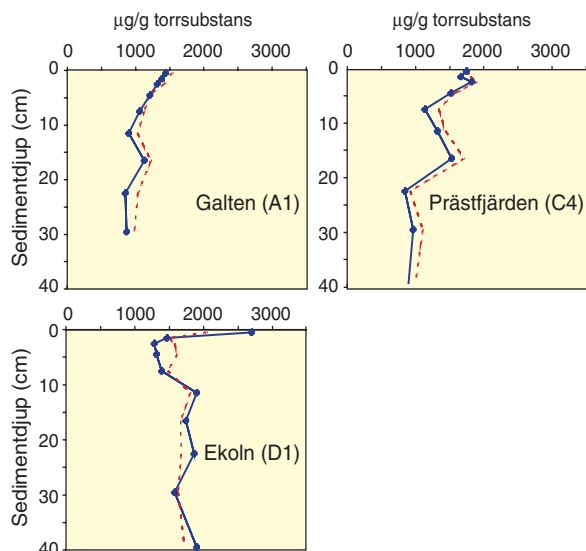 µg/g torrsubstans
µg/g torrsubstans
0 1000 2000 3000
0 1000 2000 3000
0
10
20
30
40
Sedimentdjup (cm)
Galten (A1)
0
10
20
30
40
Prästfjärden (C4)
0 1000 2000 3000
0
10
20
30
40
Sedimentdjup (cm)
Ekoln (D1)